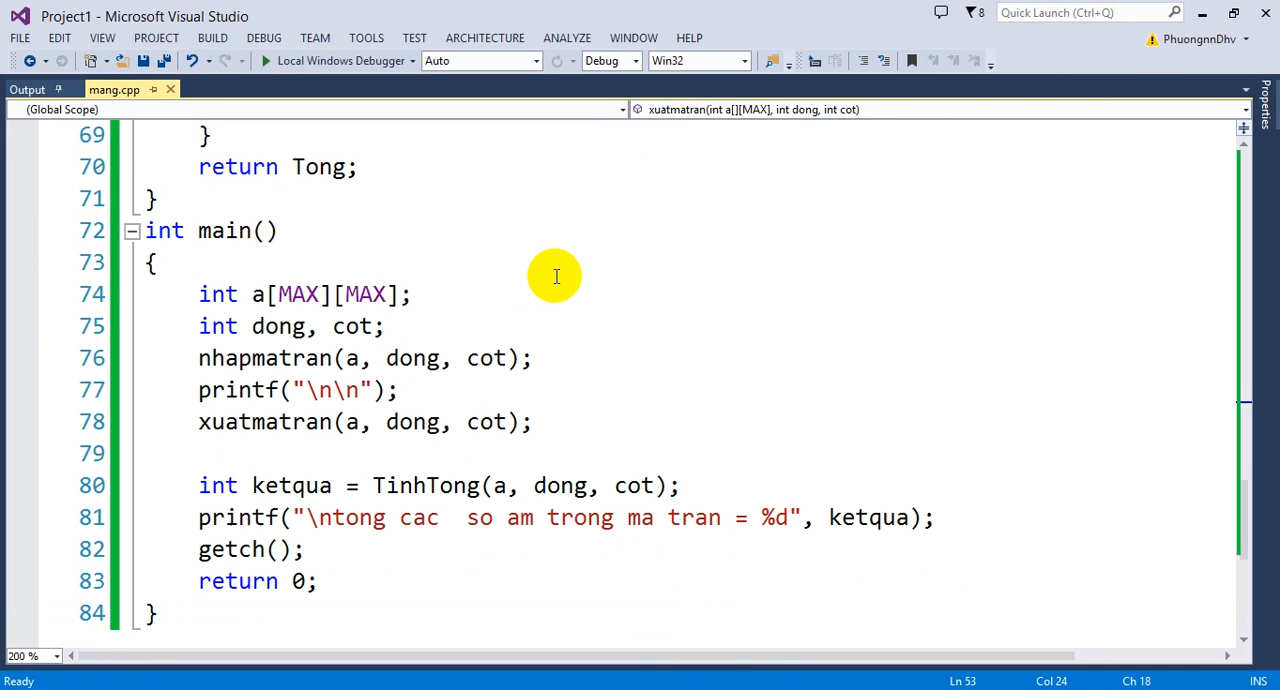 Project1 - Microsoft Visual Studio
8
Quick Launch (Ctrl+Q)
FILE EDIT VIEW PROJECT BUILD DEBUG TEAM TOOLS TEST ARCHITECTURE ANALYZE WINDOW HELP
PhuongnnDhv
Local Windows Debugger Auto Debug Win32
Output mang.cpp
Properties
(Global Scope) xuatmatran(int a[][MAX], int dong, int cot)
69 }
70 return Tong;
71 }
72 int main()
73 {
74 int a[MAX][MAX];
75 int dong, cot;
76 nhapmatran(a, dong, cot);
77 printf("\n\n");
78 xuatmatran(a, dong, cot);
79
80 int ketqua = TinhTong(a, dong, cot);
81 printf("\ntong cac  so am trong ma tran = %d", ketqua);
82 getch();
83 return 0;
84 }
200 %
Ready Ln 53 Col 24 Ch 18 INS